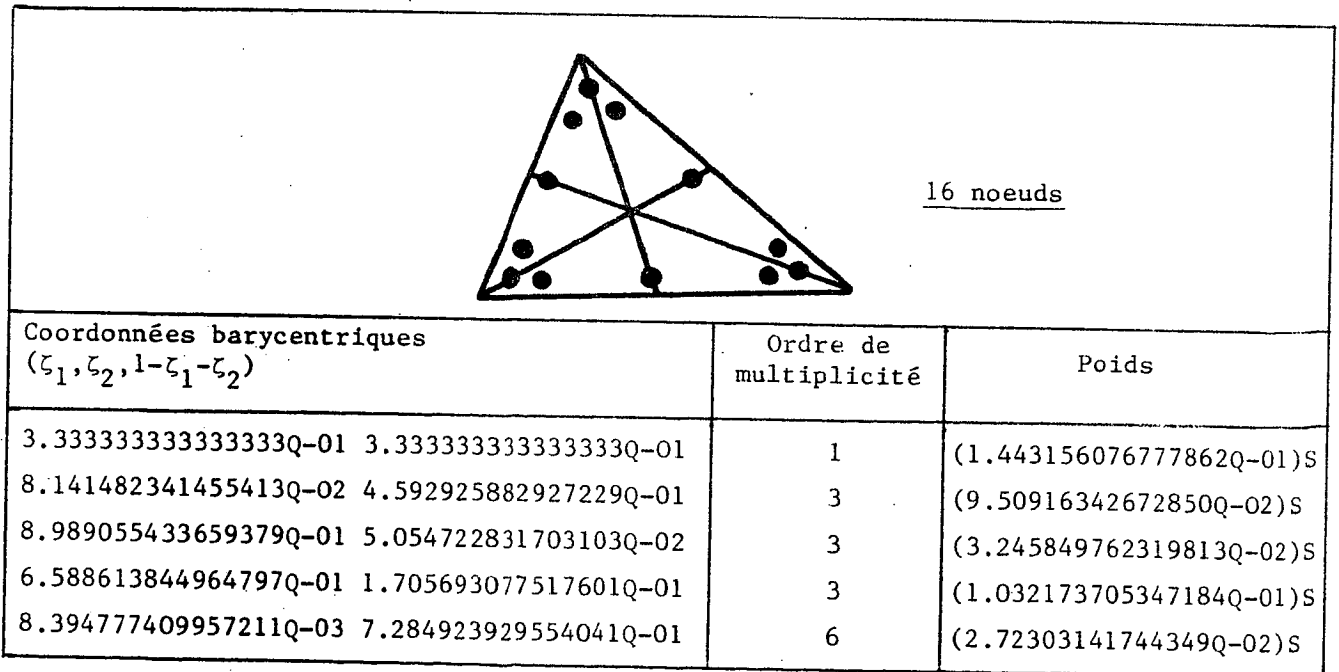 16 noeuds
Coordonnées barycentriques
(ζ₁,ζ₂,1-ζ₁-ζ₂)
Ordre de
multiplicité
Poids
3.333333333333333Q-01 3.333333333333333Q-01 1 (1.443156076777862Q-01)S
8.141482341455413Q-02 4.592925882927229Q-01 3 (9.50916342672850Q-02)S
8.989055433659379Q-01 5.054722831703103Q-02 3 (3.245849762319813Q-02)S
6.588613844964797Q-01 1.705693077517601Q-01 3 (1.032173705347184Q-01)S
8.394777409957211Q-03 7.284923929554041Q-01 6 (2.72303141744349Q-02)S